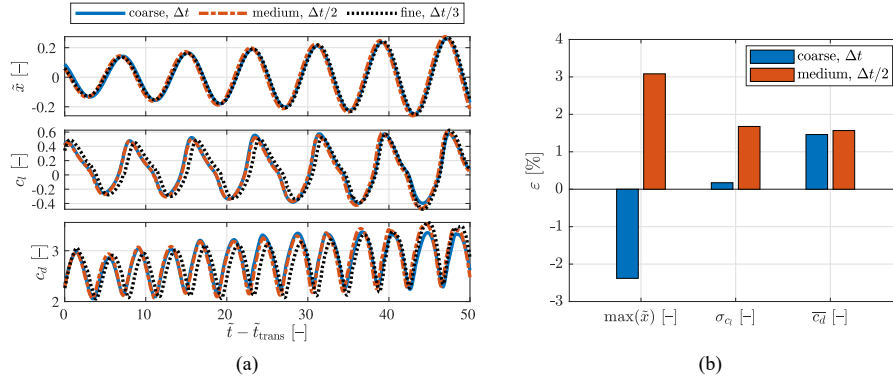 coarse, Δt medium, Δt/2 fine, Δt/3
0.2
0
-0.2
x̃ [–]
0.6
0.4
0.2
0
-0.2
-0.4
c_l [–]
3
2
c_d [–]
0 10 20 30 40 50
t̃ − t̃_trans [–]
(a)
coarse, Δt
medium, Δt/2
4
3
2
1
0
-1
-2
-3
ε [%]
max(x̃) [–] σ_{c_l} [–] \overline{c_d} [–]
(b)